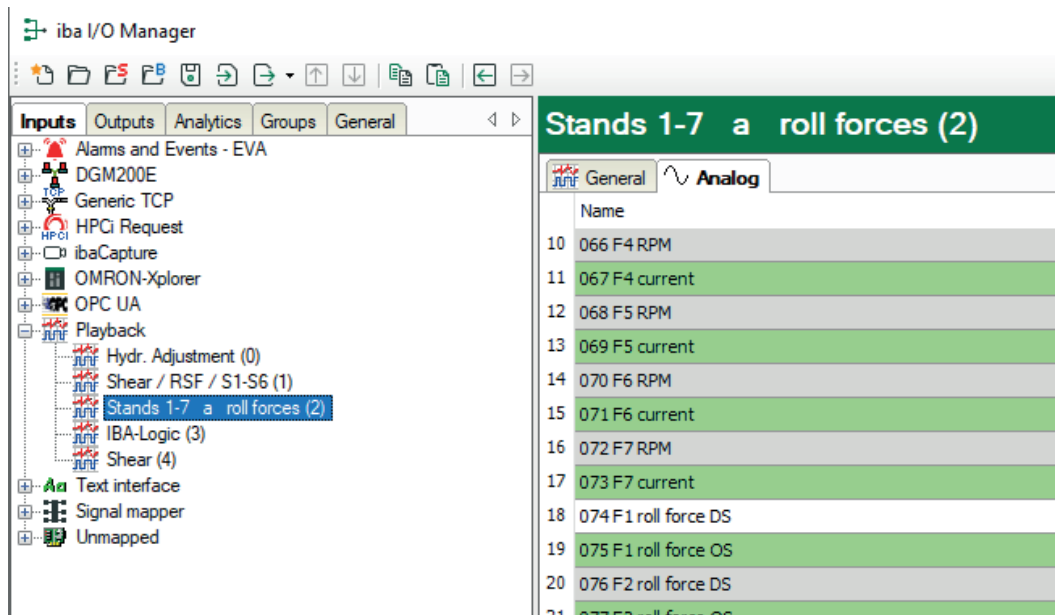 iba I/O Manager
Inputs Outputs Analytics Groups General
Alarms and Events - EVA
DGM200E
TCP Generic TCP
HPCi HPCi Request
ibaCapture
OMRON-Xplorer
OPC UA
Playback
Hydr. Adjustment (0)
Shear / RSF / S1-S6 (1)
Stands 1-7 a roll forces (2)
IBA-Logic (3)
Shear (4)
Aa Text interface
Signal mapper
Unmapped
Stands 1-7 a roll forces (2)
General Analog
Name
10 066 F4 RPM
11 067 F4 current
12 068 F5 RPM
13 069 F5 current
14 070 F6 RPM
15 071 F6 current
16 072 F7 RPM
17 073 F7 current
18 074 F1 roll force DS
19 075 F1 roll force OS
20 076 F2 roll force DS